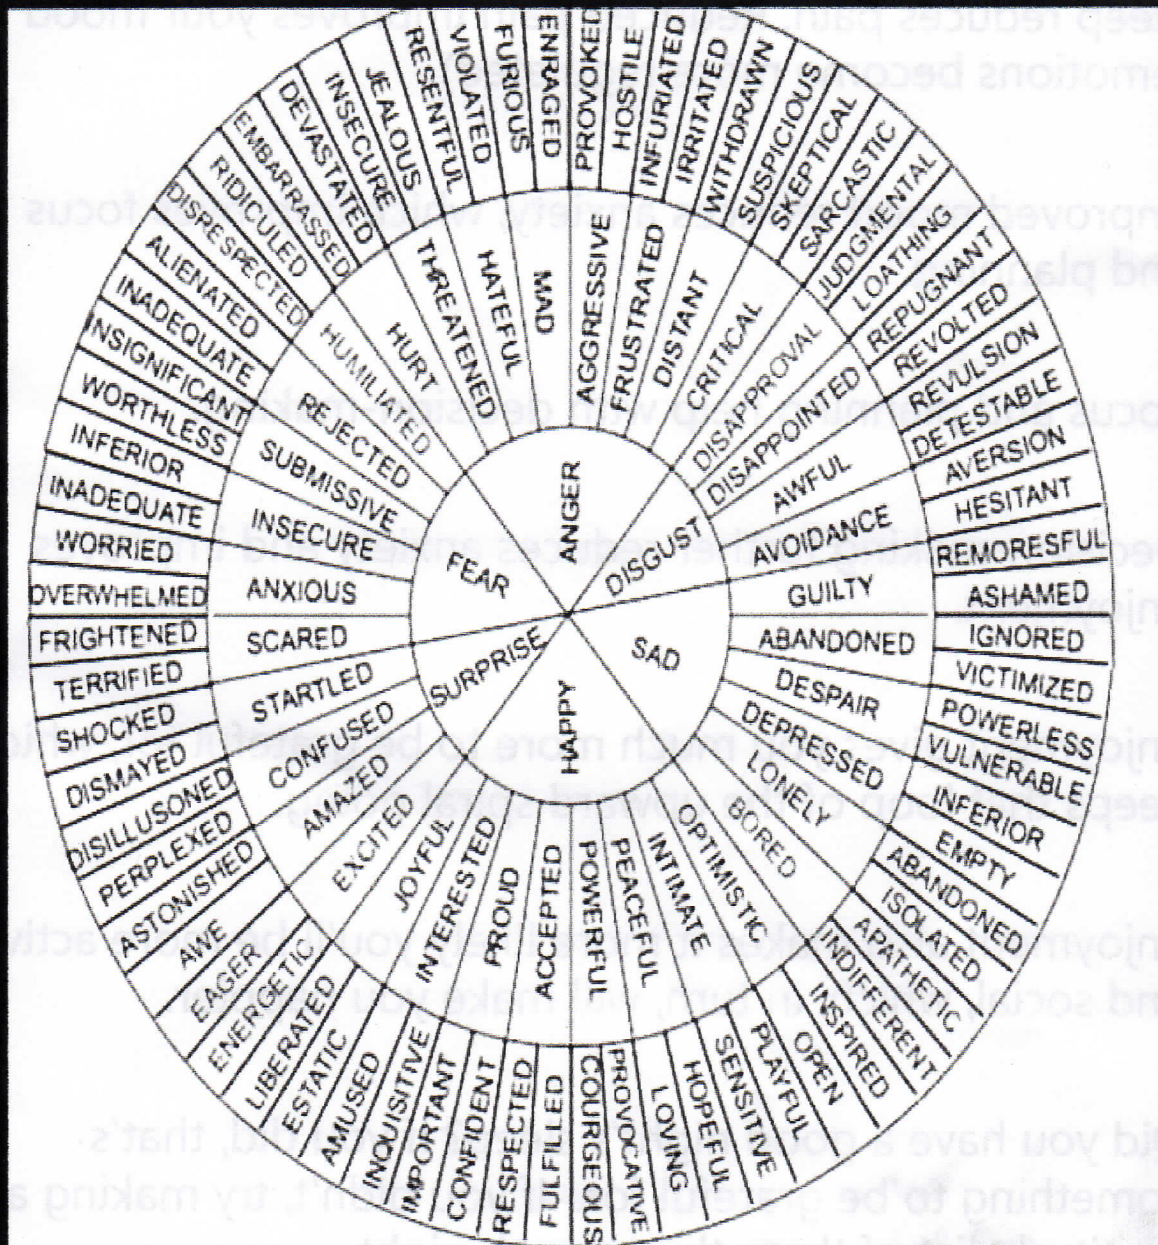 ANGER
DISGUST
SAD
HAPPY
SURPRISE
FEAR
AGGRESSIVE
FRUSTRATED
DISTANT
CRITICAL
DISAPPROVAL
DISAPPOINTED
AWFUL
AVOIDANCE
GUILTY
ABANDONED
DESPAIR
DEPRESSED
LONELY
BORED
OPTIMISTIC
INTIMATE
PEACEFUL
POWERFUL
ACCEPTED
PROUD
INTERESTED
JOYFUL
EXCITED
AMAZED
CONFUSED
STARTLED
SCARED
ANXIOUS
INSECURE
SUBMISSIVE
REJECTED
HUMILIATED
HURT
THREATENED
HATEFUL
MAD
PROVOKED
HOSTILE
INFURIATED
IRRITATED
WITHDRAWN
SUSPICIOUS
SKEPTICAL
SARCASTIC
JUDGMENTAL
LOATHING
REPUGNANT
REVOLTED
REVULSION
DETESTABLE
AVERSION
HESITANT
REMORESFUL
ASHAMED
IGNORED
VICTIMIZED
POWERLESS
VULNERABLE
INFERIOR
EMPTY
ABANDONED
ISOLATED
APATHETIC
INDIFFERENT
INSPIRED
OPEN
PLAYFUL
SENSITIVE
HOPEFUL
LOVING
PROVOCATIVE
COURGEOUS
FULFILLED
RESPECTED
CONFIDENT
IMPORTANT
INQUISITIVE
AMUSED
ESTATIC
LIBERATED
ENERGETIC
EAGER
AWE
ASTONISHED
PERPLEXED
DISILLUSONED
DISMAYED
SHOCKED
TERRIFIED
FRIGHTENED
OVERWHELMED
WORRIED
INADEQUATE
INFERIOR
WORTHLESS
INSIGNIFICANT
INADEQUATE
ALIENATED
DISRESPECTED
RIDICULED
EMBARRASSED
DEVASTATED
INSECURE
JEALOUS
RESENTFUL
VIOLATED
FURIOUS
ENRAGED